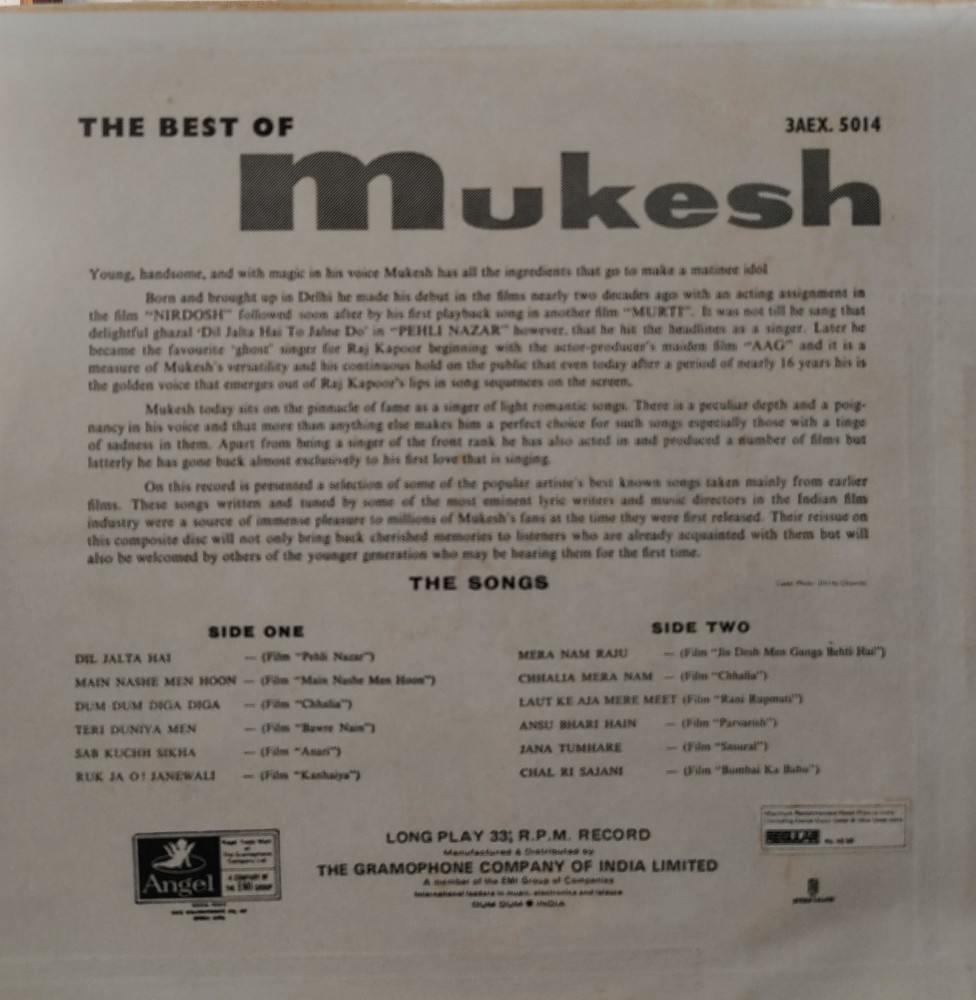 THE BEST OF
3AEX. 5014
mukesh
Young, handsome, and with magic in his voice Mukesh has all the ingredients that go to make a matinee idol
Born and brought up in Delhi he made his debut in the films nearly two decades ago with an acting assignment in
the film "NIRDOSH" followed soon after by his first playback song in another film "MURTI". It was not till he sang that
delightful ghazal 'Dil Jalta Hai To Jalne Do' in "PEHLI NAZAR" however, that he hit the headlines as a singer. Later he
became the favourite 'ghost' singer for Raj Kapoor beginning with the actor-producer's maiden film "AAG" and it is a
measure of Mukesh's versatility and his continuous hold on the public that even today after a period of nearly 16 years his is
the golden voice that emerges out of Raj Kapoor's lips in song sequences on the screen.
Mukesh today sits on the pinnacle of fame as a singer of light romantic songs. There is a peculiar depth and a poig-
nancy in his voice and that more than anything else makes him a perfect choice for such songs especially those with a tinge
of sadness in them. Apart from being a singer of the front rank he has also acted in and produced a number of films but
latterly he has gone back almost exclusively to his first love that is singing.
On this record is presented a selection of some of the popular artiste's best known songs taken mainly from earlier
films. These songs written and tuned by some of the most eminent lyric writers and music directors in the Indian film
industry were a source of immense pleasure to millions of Mukesh's fans at the time they were first released. Their reissue on
this composite disc will not only bring back cherished memories to listeners who are already acquainted with them but will
also be welcomed by others of the younger generation who may be hearing them for the first time.
THE SONGS
SIDE ONE
DIL JALTA HAI — (Film "Pehli Nazar")
MAIN NASHE MEN HOON — (Film "Main Nashe Men Hoon")
DUM DUM DIGA DIGA — (Film "Chhalia")
TERI DUNIYA MEN — (Film "Bawre Nain")
SAB KUCHH SIKHA — (Film "Anari")
RUK JA O! JANEWALI — (Film "Kanhaiya")
SIDE TWO
MERA NAM RAJU — (Film "Jis Desh Men Ganga Behti Hai")
CHHALIA MERA NAM — (Film "Chhalia")
LAUT KE AJA MERE MEET (Film "Rani Rupmati")
ANSU BHARI HAIN — (Film "Parvarish")
JANA TUMHARE — (Film "Sasural")
CHAL RI SAJANI — (Film "Bumbai Ka Babu")
Angel
A COMPANY OF
THE EMI GROUP
LONG PLAY 33⅓ R.P.M. RECORD
Manufactured & Distributed by
THE GRAMOPHONE COMPANY OF INDIA LIMITED
A member of the EMI Group of Companies
International leaders in music, electronics and leisure
DUM DUM ● INDIA
REGULAR